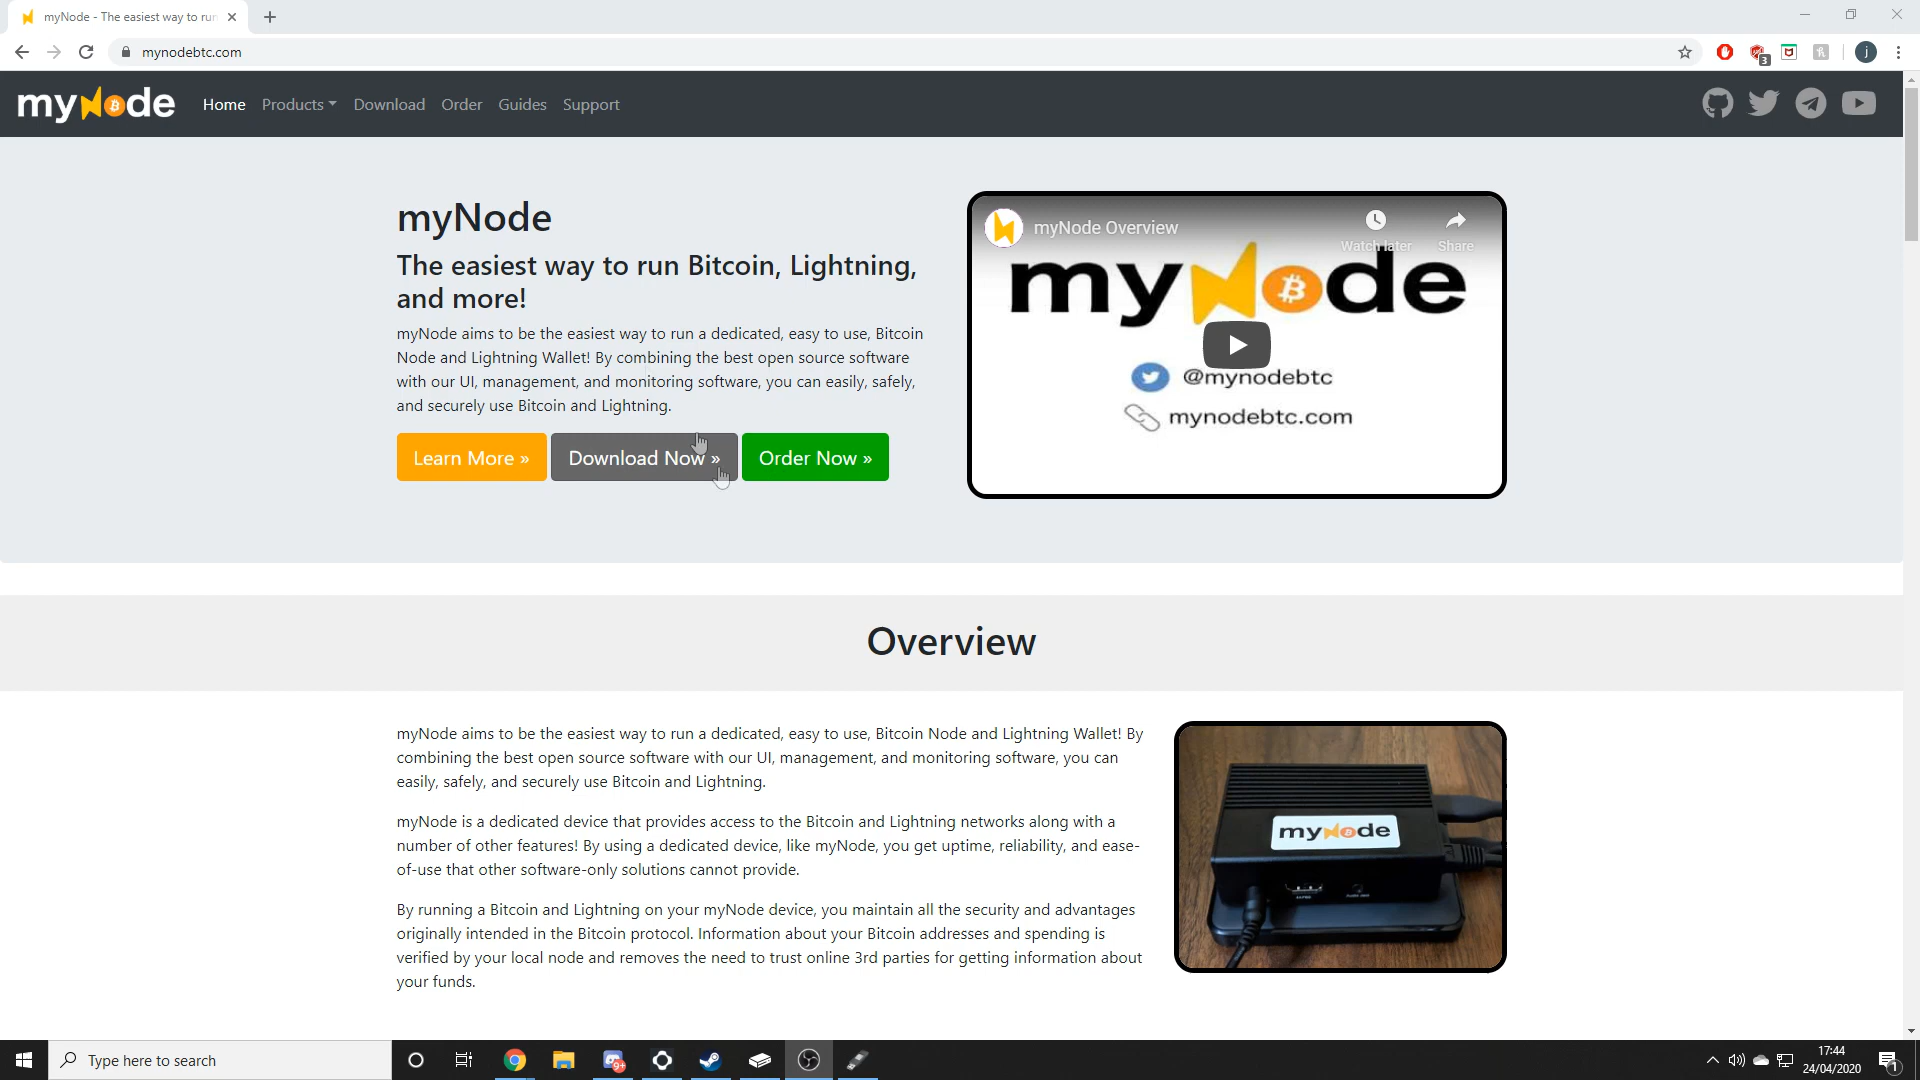 myNode - The easiest way to run
mynodebtc.com
3
j
myNode
Home
Products
Download
Order
Guides
Support
myNode
The easiest way to run Bitcoin, Lightning,
and more!
myNode aims to be the easiest way to run a dedicated, easy to use, Bitcoin
Node and Lightning Wallet! By combining the best open source software
with our UI, management, and monitoring software, you can easily, safely,
and securely use Bitcoin and Lightning.
Learn More »
Download Now »
Order Now »
myNode Overview
Watch later
Share
myNode
@mynodebtc
mynodebtc.com
Overview
myNode aims to be the easiest way to run a dedicated, easy to use, Bitcoin Node and Lightning Wallet! By
combining the best open source software with our UI, management, and monitoring software, you can
easily, safely, and securely use Bitcoin and Lightning.
myNode is a dedicated device that provides access to the Bitcoin and Lightning networks along with a
number of other features! By using a dedicated device, like myNode, you get uptime, reliability, and ease-
of-use that other software-only solutions cannot provide.
By running a Bitcoin and Lightning on your myNode device, you maintain all the security and advantages
originally intended in the Bitcoin protocol. Information about your Bitcoin addresses and spending is
verified by your local node and removes the need to trust online 3rd parties for getting information about
your funds.
myNode
Type here to search
9+
17:44
24/04/2020
1